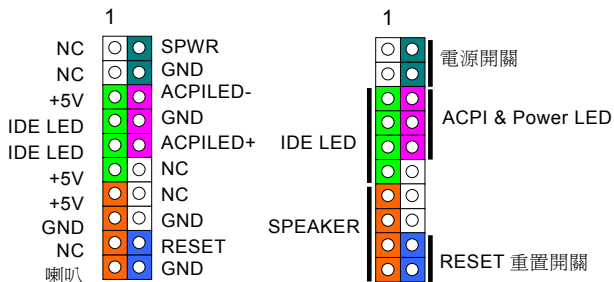 1
NC SPWR
NC GND
+5V ACPILED-
IDE LED GND
IDE LED ACPILED+
+5V NC
+5V NC
GND GND
NC RESET
喇叭 GND
1
電源開關
ACPI & Power LED
IDE LED
SPEAKER
RESET 重置開關